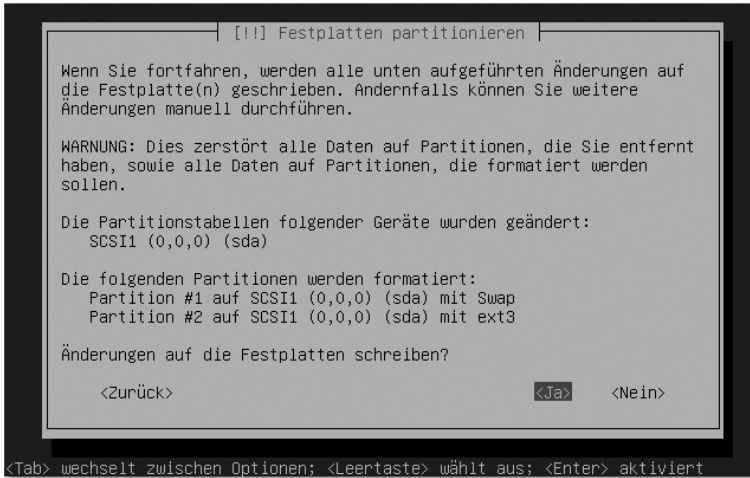 [!!] Festplatten partitionieren
Wenn Sie fortfahren, werden alle unten aufgeführten Änderungen auf
die Festplatte(n) geschrieben. Andernfalls können Sie weitere
Änderungen manuell durchführen.
WARNUNG: Dies zerstört alle Daten auf Partitionen, die Sie entfernt
haben, sowie alle Daten auf Partitionen, die formatiert werden
sollen.
Die Partitionstabellen folgender Geräte wurden geändert:
SCSI1 (0,0,0) (sda)
Die folgenden Partitionen werden formatiert:
Partition #1 auf SCSI1 (0,0,0) (sda) mit Swap
Partition #2 auf SCSI1 (0,0,0) (sda) mit ext3
Änderungen auf die Festplatten schreiben?
<Zurück> <Ja> <Nein>
<Tab> wechselt zwischen Optionen; <Leertaste> wählt aus; <Enter> aktiviert